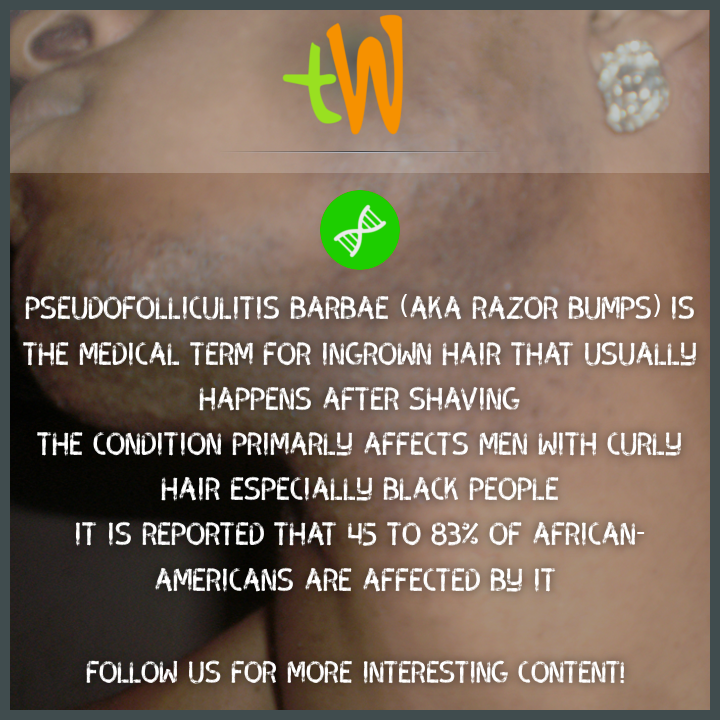 tW
PSEUDOFOLLICULITIS BARBAE (AKA RAZOR BUMPS) IS
THE MEDICAL TERM FOR INGROWN HAIR THAT USUALLY
HAPPENS AFTER SHAVING
THE CONDITION PRIMARLY AFFECTS MEN WITH CURLY
HAIR ESPECIALLY BLACK PEOPLE
IT IS REPORTED THAT 45 TO 83% OF AFRICAN-
AMERICANS ARE AFFECTED BY IT
FOLLOW US FOR MORE INTERESTING CONTENT!